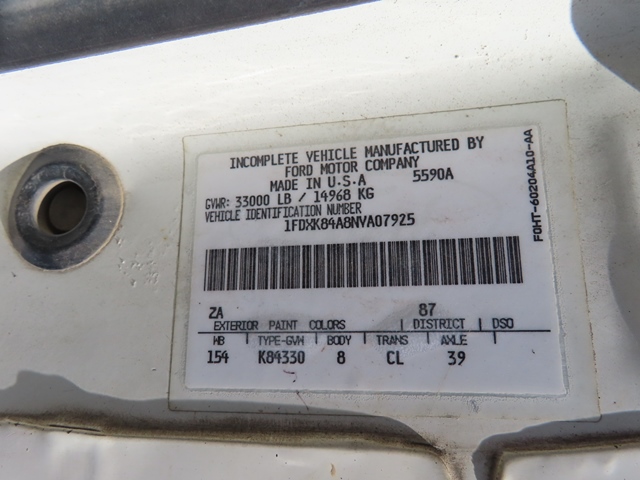 INCOMPLETE VEHICLE MANUFACTURED BY
FORD MOTOR COMPANY
MADE IN U.S.A 5590A
GVWR: 33000 LB / 14968 KG
VEHICLE IDENTIFICATION NUMBER
1FDXK84A8NVA07925
ZA 87
EXTERIOR PAINT COLORS DISTRICT DSO
WB TYPE-GVW BODY TRANS AXLE
154 K84330 8 CL 39
F0HT-60204A10-AA